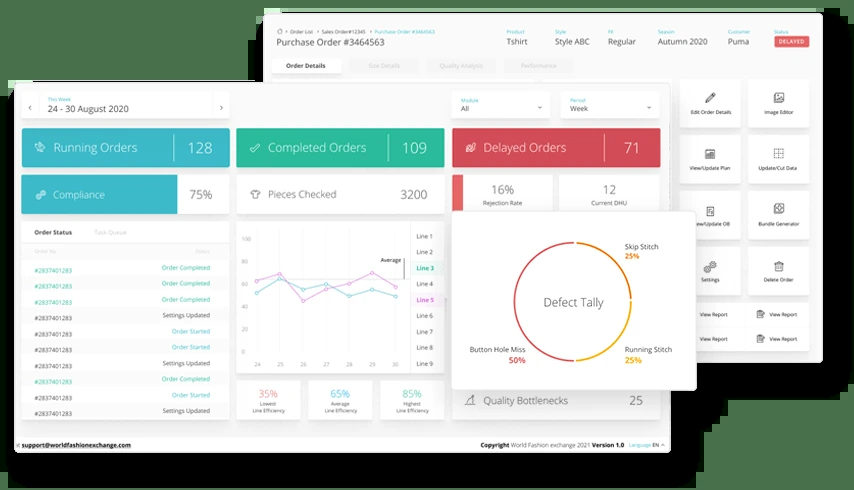 Order List > Sales Order#12345 > Purchase Order #3464563
Purchase Order #3464563
Product
Tshirt
Style
Style ABC
Fit
Regular
Season
Autumn 2020
Customer
Puma
Status
DELAYED
Order Details
Size Details
Quality Analysis
Performance
Edit Order Details
Image Editor
View/Update Plan
Update/Cut Data
View/Update OB
Bundle Generator
Settings
Delete Order
View Report
View Report
View Report
View Report
This Week
24 - 30 August 2020
Module
All
Period
Week
Running Orders 128
Completed Orders 109
Delayed Orders 71
Compliance 75%
Pieces Checked 3200
16%
Rejection Rate
12
Current DHU
Order Status
Task Queue
Order No
Status
#2837401283 Order Completed
#2837401283 Order Completed
#2837401283 Order Completed
#2837401283 Settings Updated
#2837401283 Order Started
#2837401283 Settings Updated
#2837401283 Order Completed
#2837401283 Order Started
#2837401283 Settings Updated
100
80
60
40
20
0
24 25 26 27 28 29 30
Average
Line 1
Line 2
Line 3
Line 4
Line 5
Line 6
Line 7
Line 8
Line 9
35%
Lowest
Line Efficiency
65%
Average
Line Efficiency
85%
Highest
Line Efficiency
Defect Tally
Skip Stitch
25%
Button Hole Miss
50%
Running Stitch
25%
Quality Bottlenecks 25
support@worldfashionexchange.com
Copyright World Fashion exchange 2021 Version 1.0
Language EN